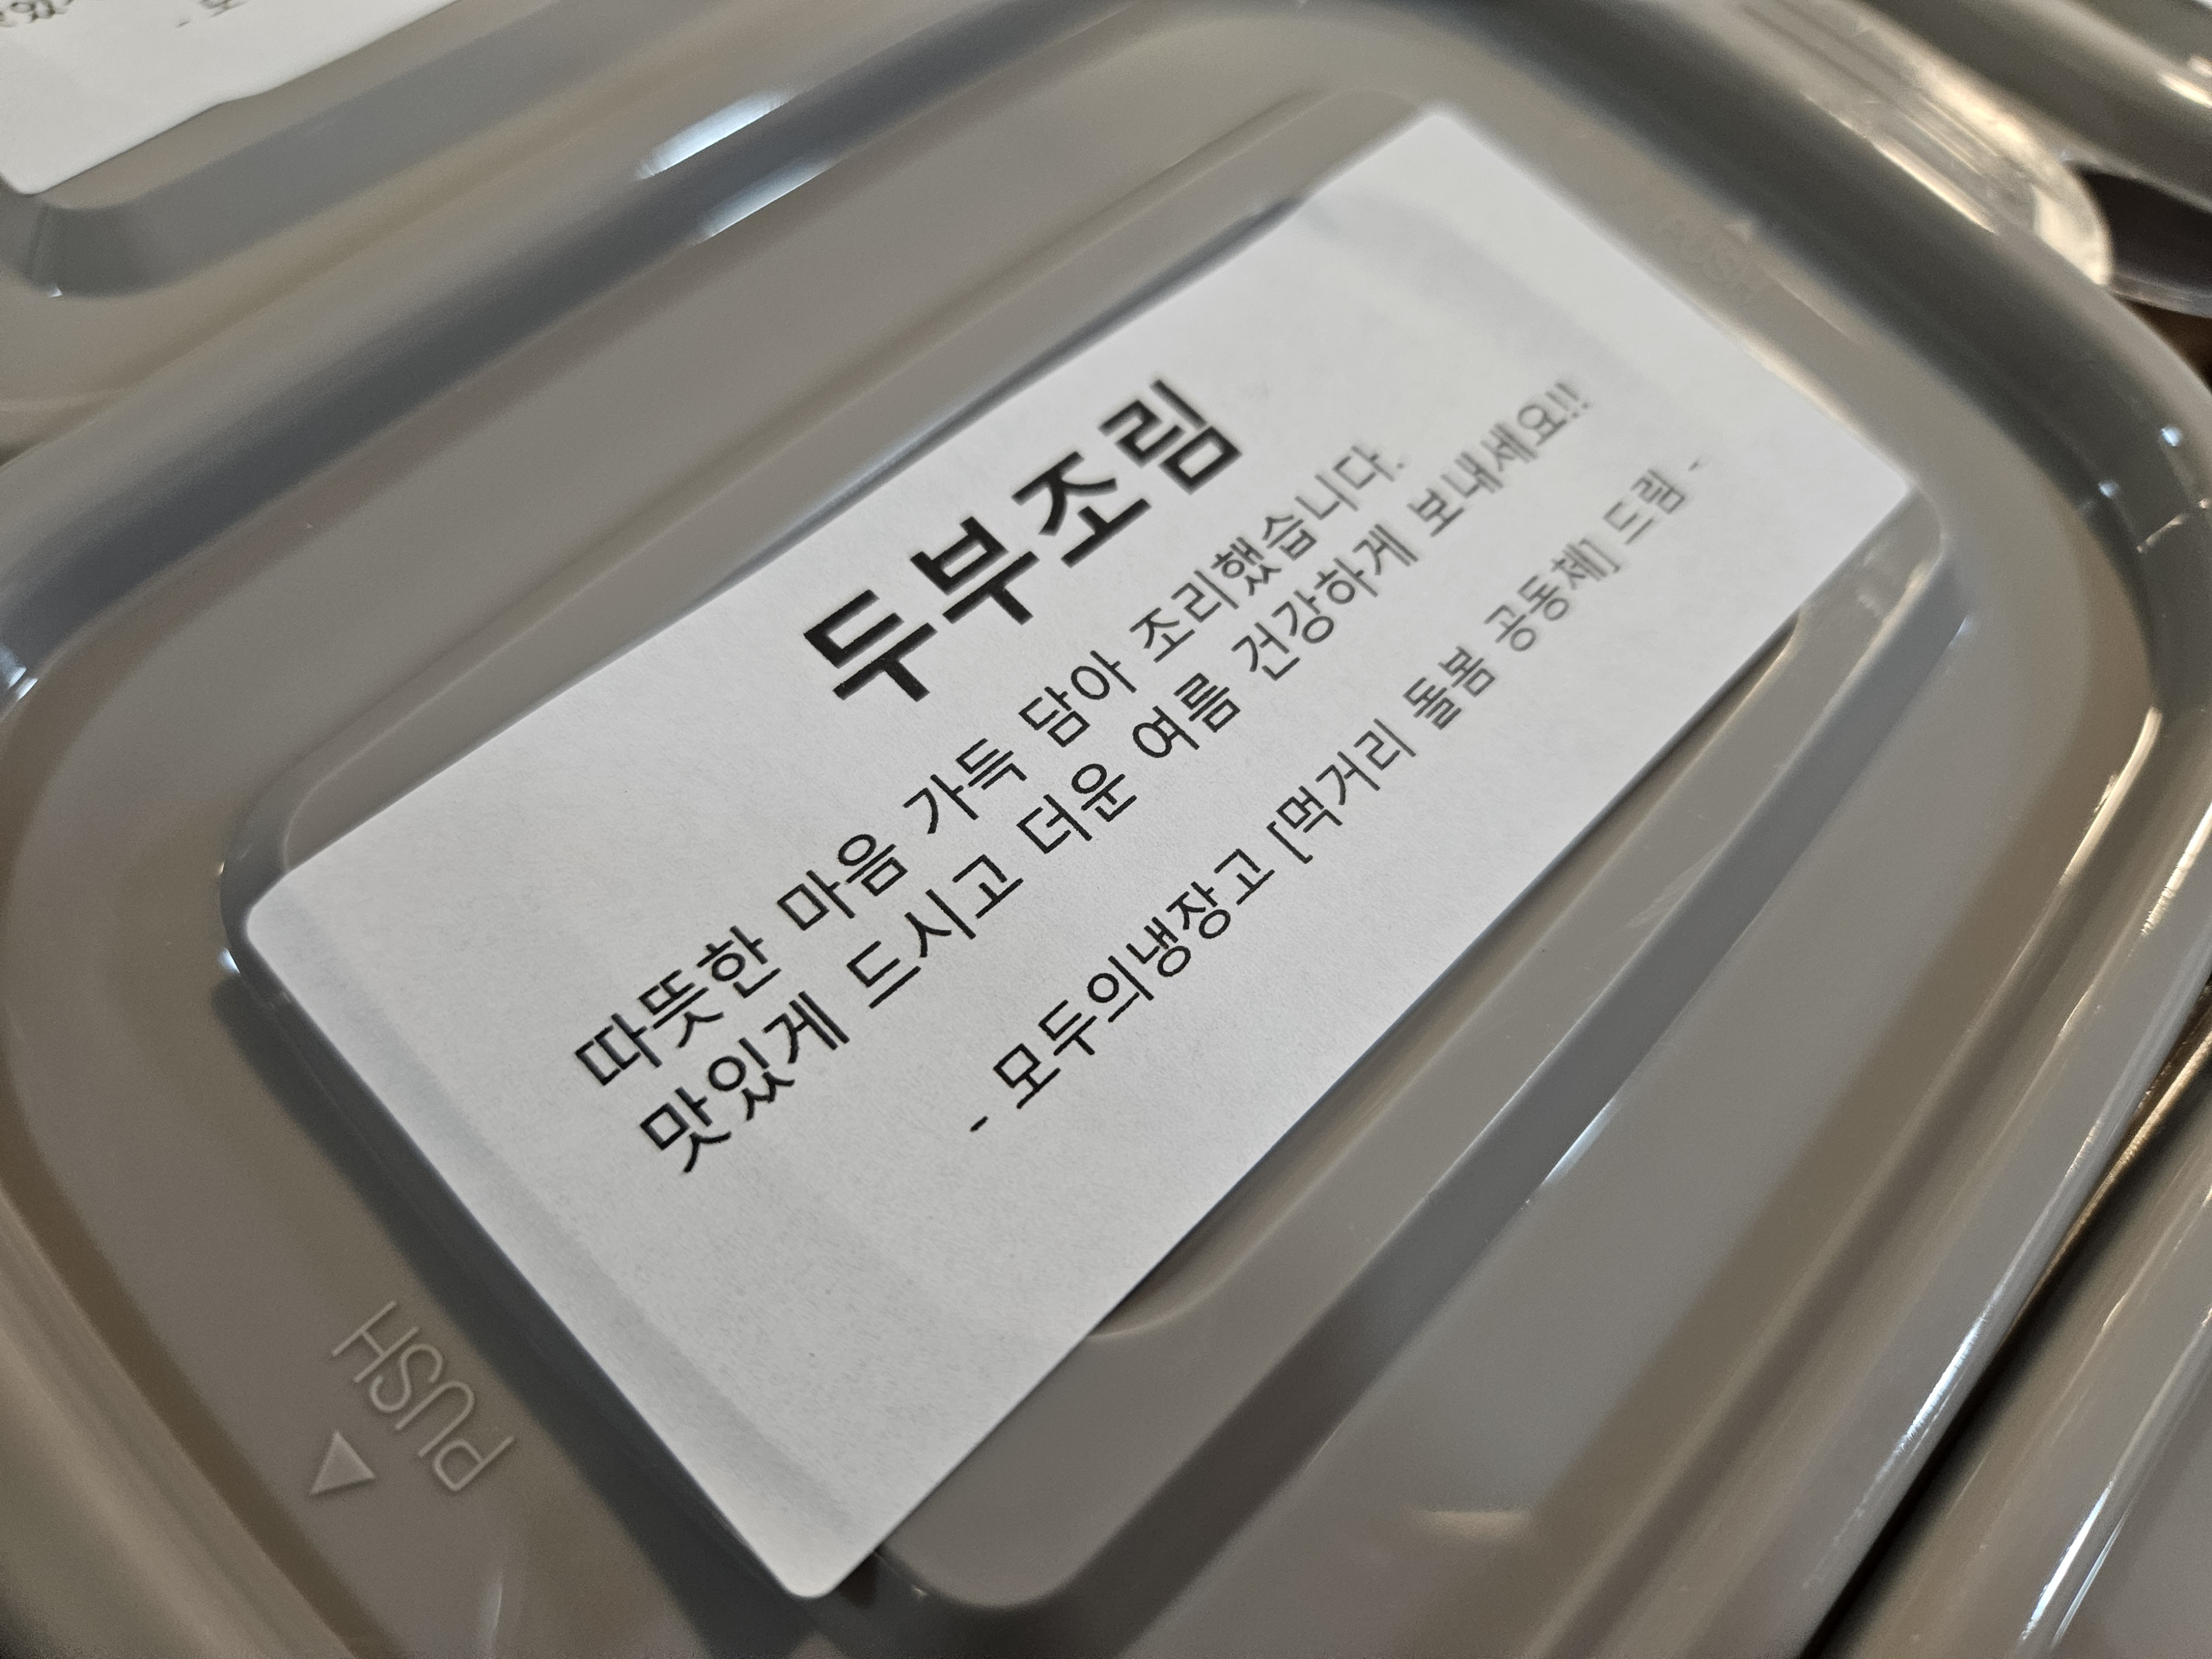 두부조림
따뜻한 마음 가득 담아 조리했습니다.
맛있게 드시고 더운 여름 건강하게 보내세요!!
- 모두의냉장고 [먹거리 돌봄 공동체] 드림 -
PUSH
PUSH